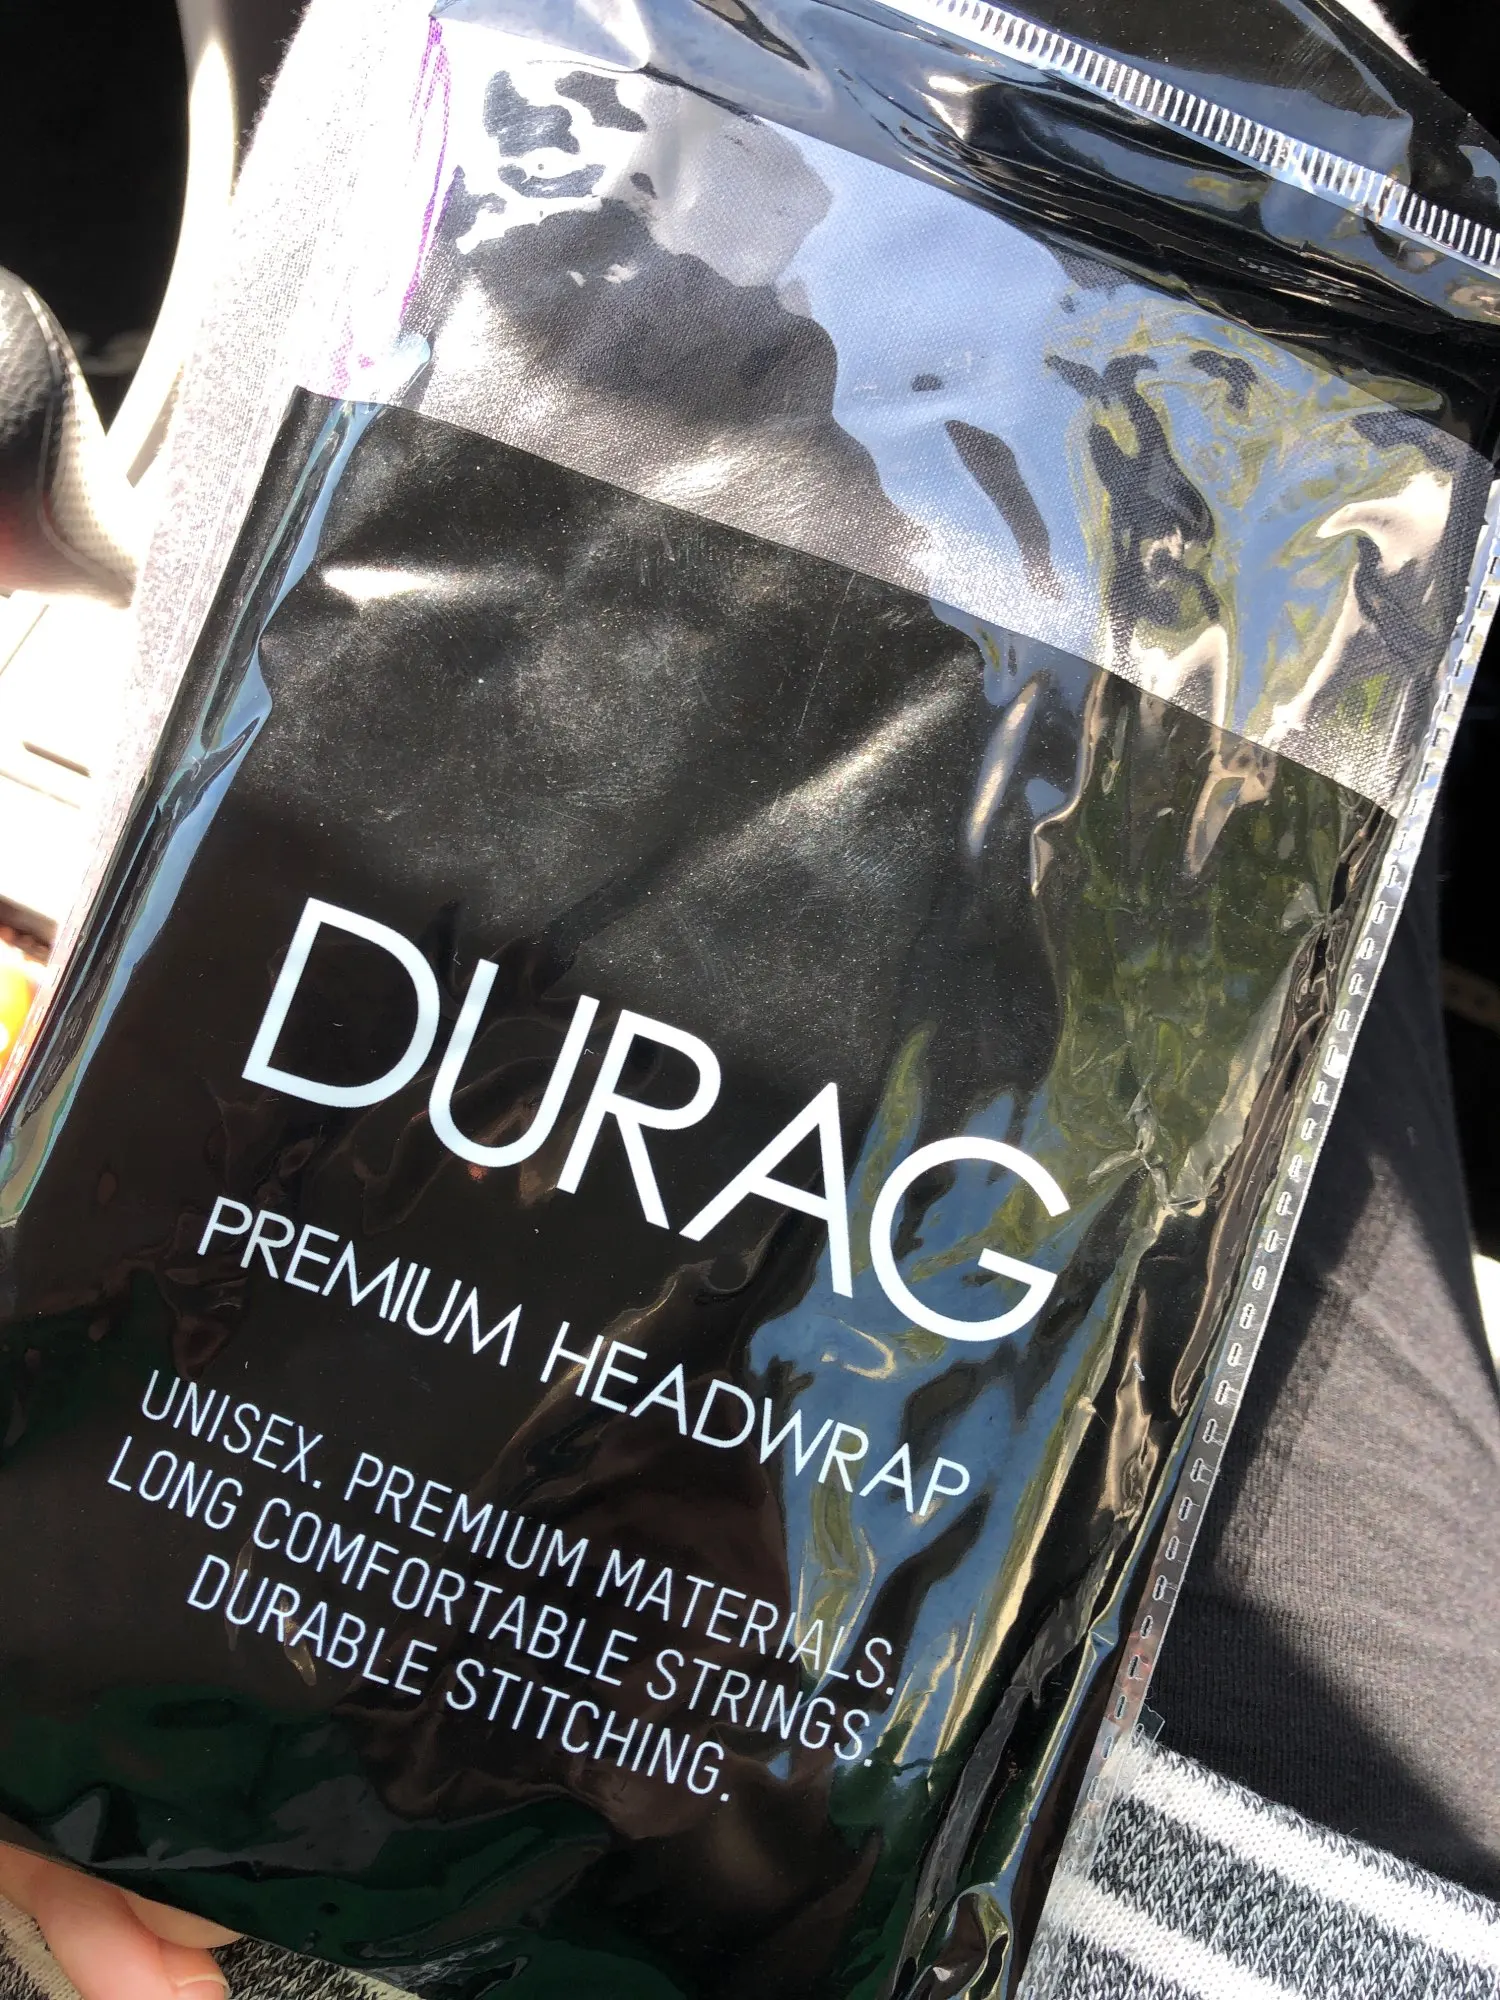 DURAG
PREMIUM HEADWRAP
UNISEX. PREMIUM MATERIALS.
LONG COMFORTABLE STRINGS.
DURABLE STITCHING.